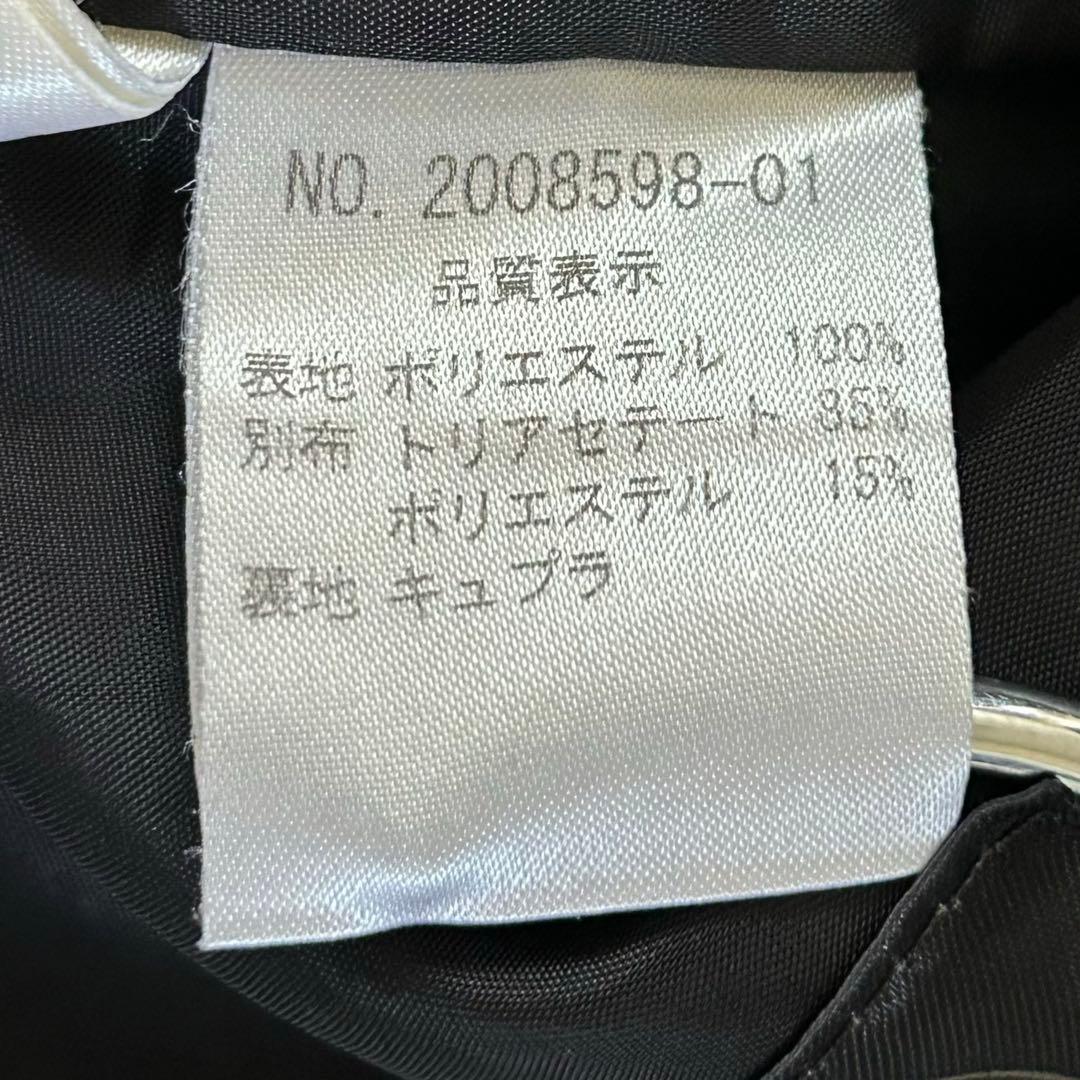 NO. 2008598-01
品質表示
表地 ポリエステル 100%
別布 トリアセテート 85%
ポリエステル 15%
裏地 キュプラ